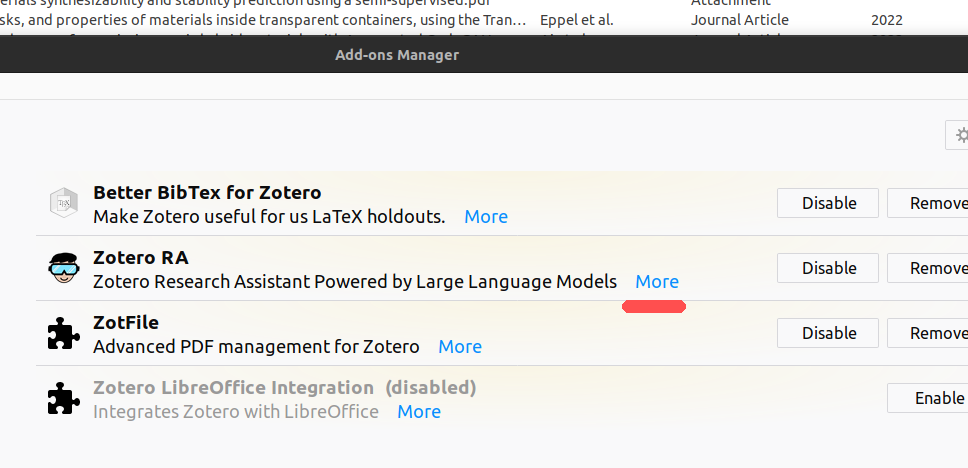 materials synthesizability and stability prediction using a semi-supervised.pdf Attachment
sks, and properties of materials inside transparent containers, using the Tran… Eppel et al. Journal Article 2022
Add-ons Manager
Better BibTex for Zotero
Make Zotero useful for us LaTeX holdouts. More Disable Remove
Zotero RA
Zotero Research Assistant Powered by Large Language Models More Disable Remove
ZotFile
Advanced PDF management for Zotero More Disable Remove
Zotero LibreOffice Integration (disabled)
Integrates Zotero with LibreOffice More Enable